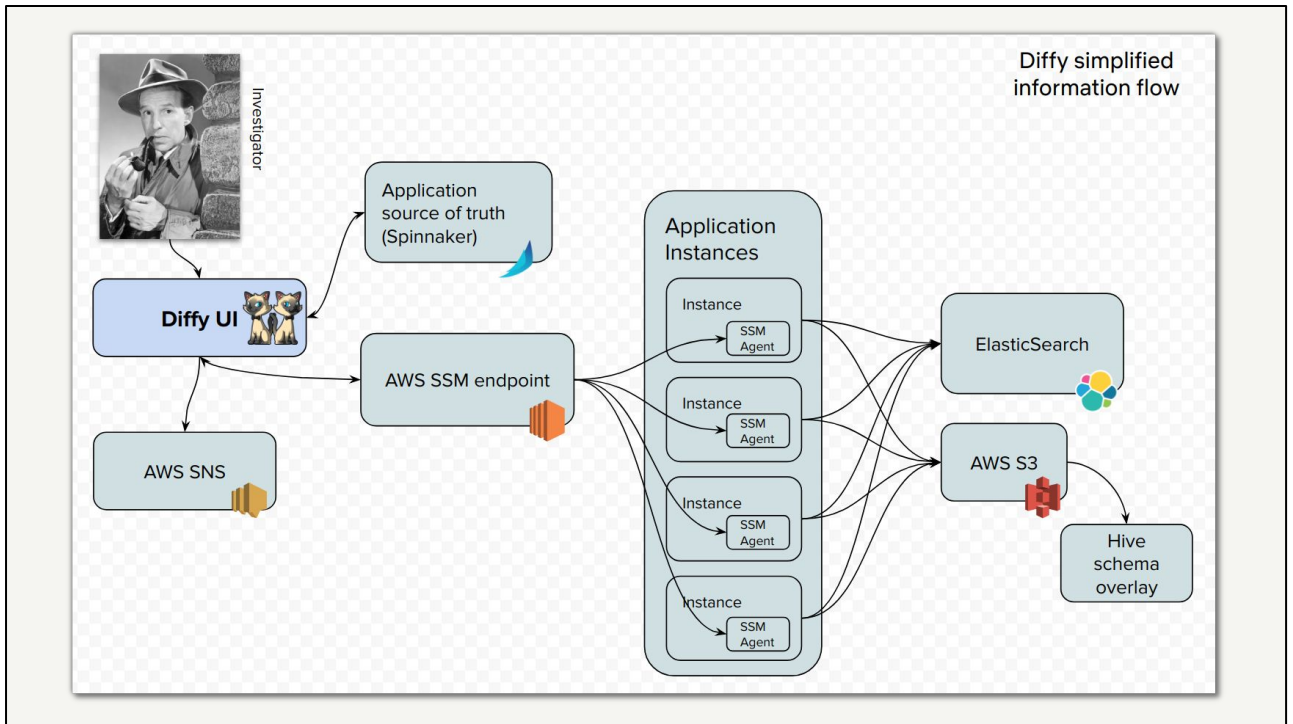 Diffy simplified
information flow
Investigator
Application
source of truth
(Spinnaker)
Diffy UI
AWS SSM endpoint
AWS SNS
Application
Instances
Instance
SSM
Agent
Instance
SSM
Agent
Instance
SSM
Agent
Instance
SSM
Agent
ElasticSearch
AWS S3
Hive
schema
overlay